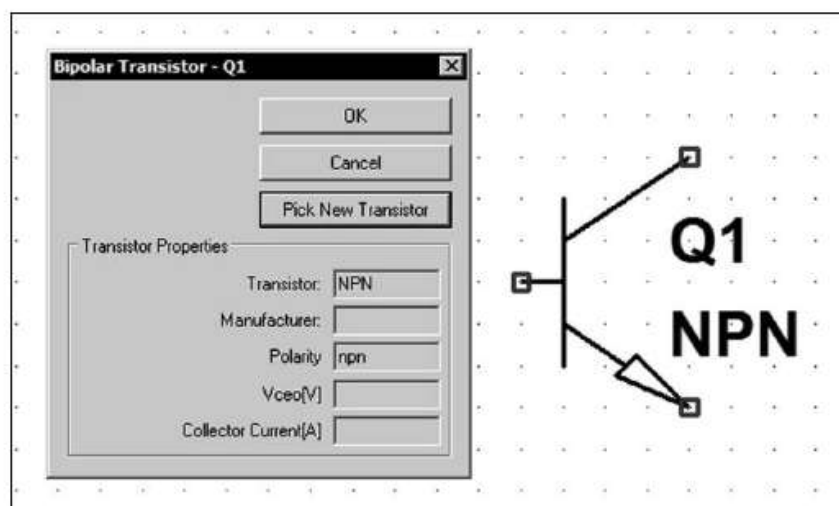 Bipolar Transistor - Q1
OK
Cancel
Pick New Transistor
Transistor Properties
Transistor: NPN
Manufacturer:
Polarity npn
Vceo[V]
Collector Current[A]
Q1
NPN